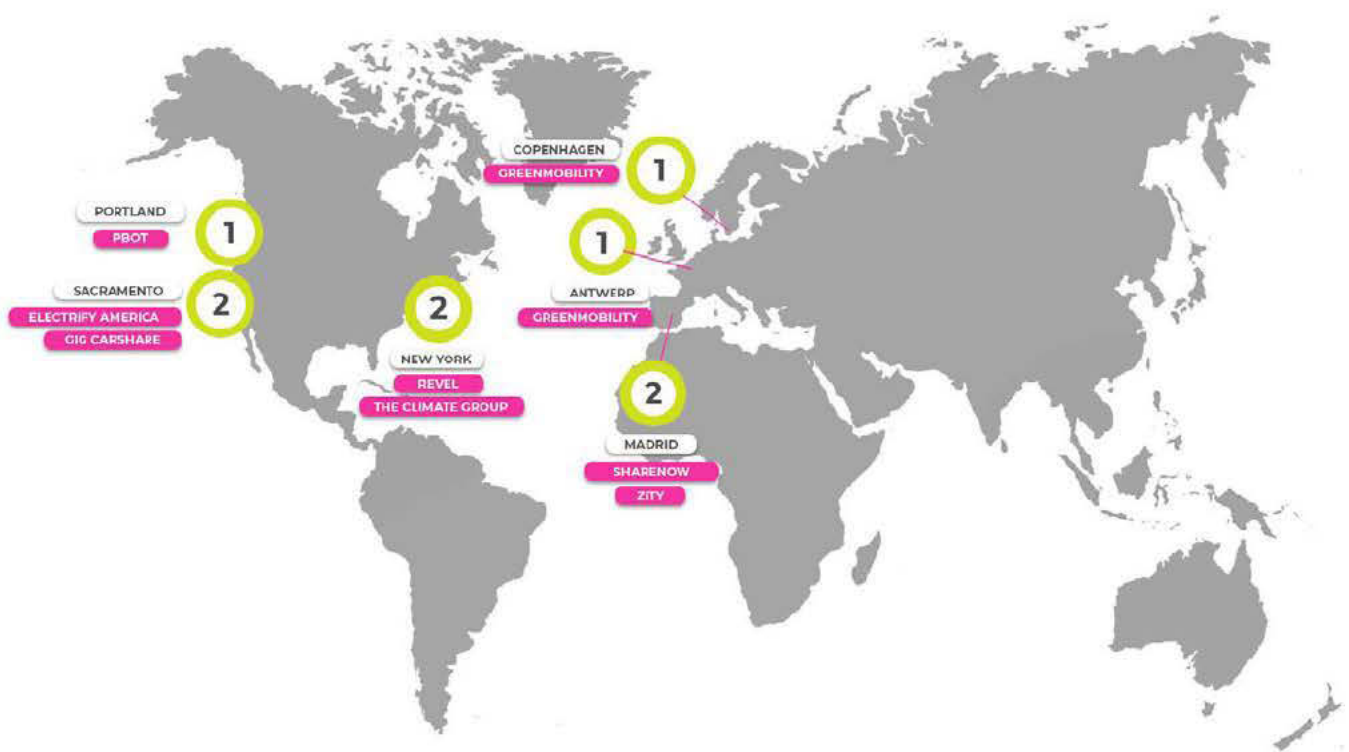 COPENHAGEN
GREENMOBILITY
1
PORTLAND
PBOT
1
1
ANTWERP
GREENMOBILITY
SACRAMENTO
ELECTRIFY AMERICA
GIG CARSHARE
2
2
NEW YORK
REVEL
THE CLIMATE GROUP
2
MADRID
SHARENOW
ZITY